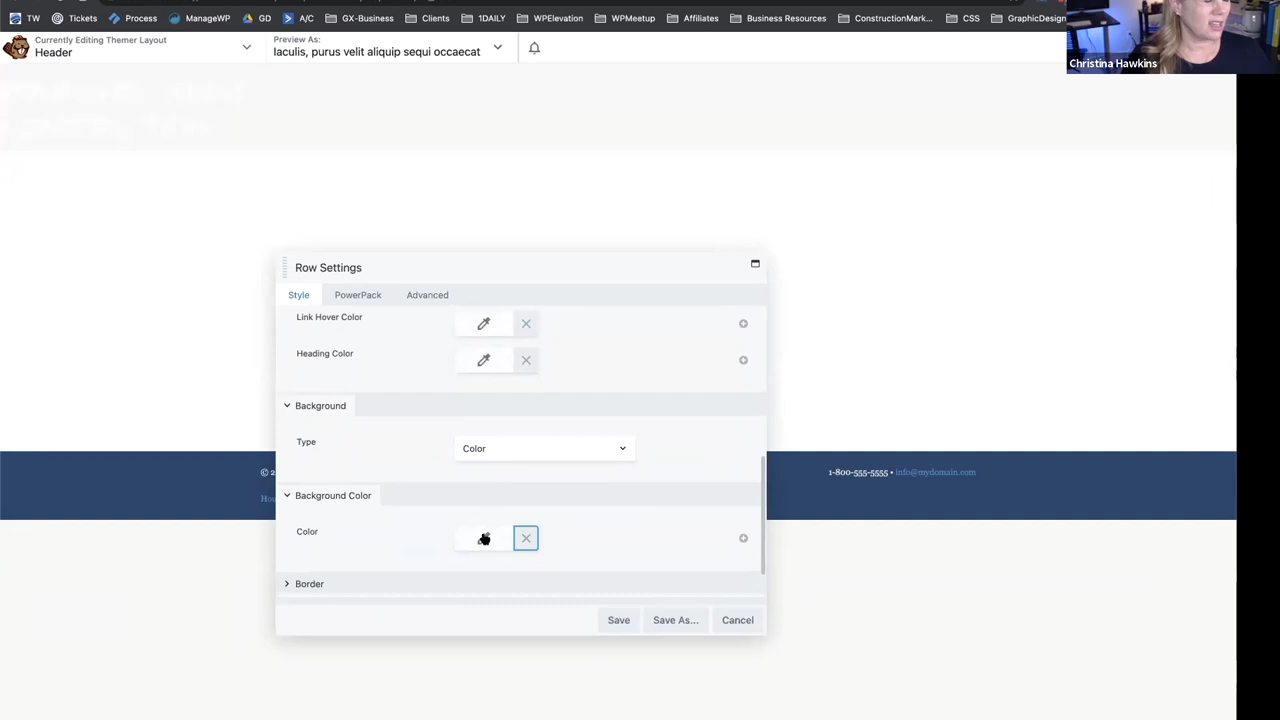 TW Tickets Process ManageWP GD A/C GX-Business Clients 1DAILY WPElevation WPMeetup Affiliates Business Resources ConstructionMark... CSS GraphicDesign
Currently Editing Themer Layout
Header
Preview As:
Iaculis, purus velit aliquip sequi occaecat
Christina Hawkins
Row Settings
Style PowerPack Advanced
Link Hover Color
Heading Color
Background
Type
Color
© 2
1-800-555-5555 • info@mydomain.com
Background Color
Color
Border
Save Save As... Cancel